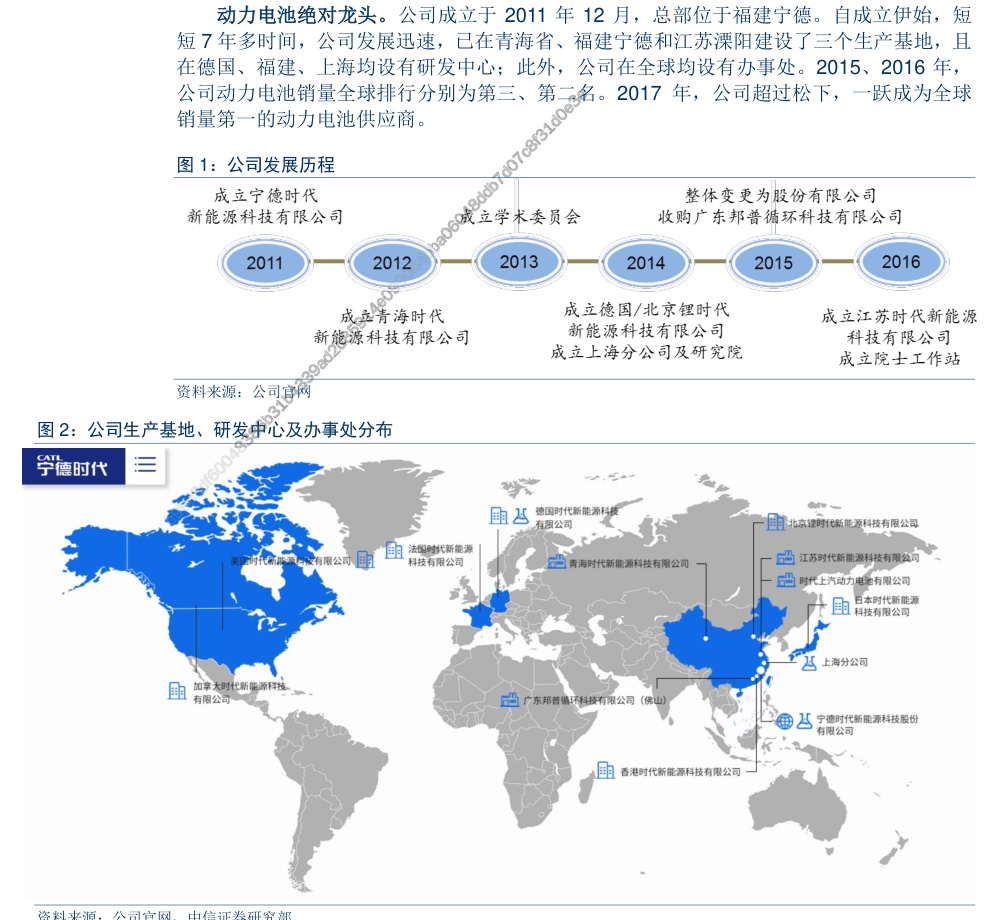 动力电池绝对龙头。公司成立于 2011 年 12 月，总部位于福建宁德。自成立伊始，短
短 7 年多时间，公司发展迅速，已在青海省、福建宁德和江苏溧阳建设了三个生产基地，且
在德国、福建、上海均设有研发中心；此外，公司在全球均设有办事处。2015、2016 年，
公司动力电池销量全球排行分别为第三、第二名。2017 年，公司超过松下，一跃成为全球
销量第一的动力电池供应商。
图 1：公司发展历程
成立宁德时代
新能源科技有限公司
成立学术委员会
整体变更为股份有限公司
收购广东邦普循环科技有限公司
2011
2012
2013
2014
2015
2016
成立青海时代
新能源科技有限公司
成立德国/北京锂时代
新能源科技有限公司
成立上海分公司及研究院
成立江苏时代新能源
科技有限公司
成立院士工作站
资料来源：公司官网
图 2：公司生产基地、研发中心及办事处分布
CATL
宁德时代
德国时代新能源科技
有限公司
北京锂时代新能源科技有限公司
法国时代新能源
科技有限公司
美国时代新能源科技有限公司
青海时代新能源科技有限公司
江苏时代新能源科技有限公司
时代上汽动力电池有限公司
日本时代新能源
科技有限公司
上海分公司
加拿大时代新能源科技
有限公司
广东邦普循环科技有限公司（佛山）
宁德时代新能源科技股份
有限公司
香港时代新能源科技有限公司
资料来源：公司官网，中信证券研究部